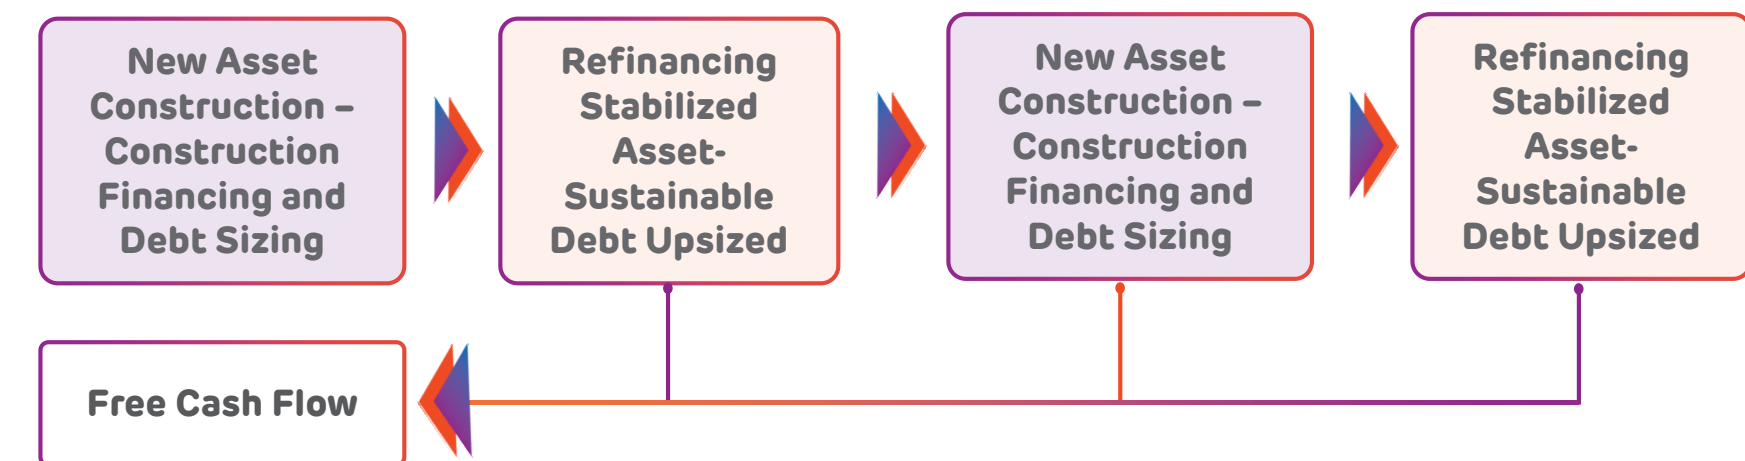 New Asset
Construction –
Construction
Financing and
Debt Sizing
Refinancing
Stabilized
Asset-
Sustainable
Debt Upsized
New Asset
Construction –
Construction
Financing and
Debt Sizing
Refinancing
Stabilized
Asset-
Sustainable
Debt Upsized
Free Cash Flow